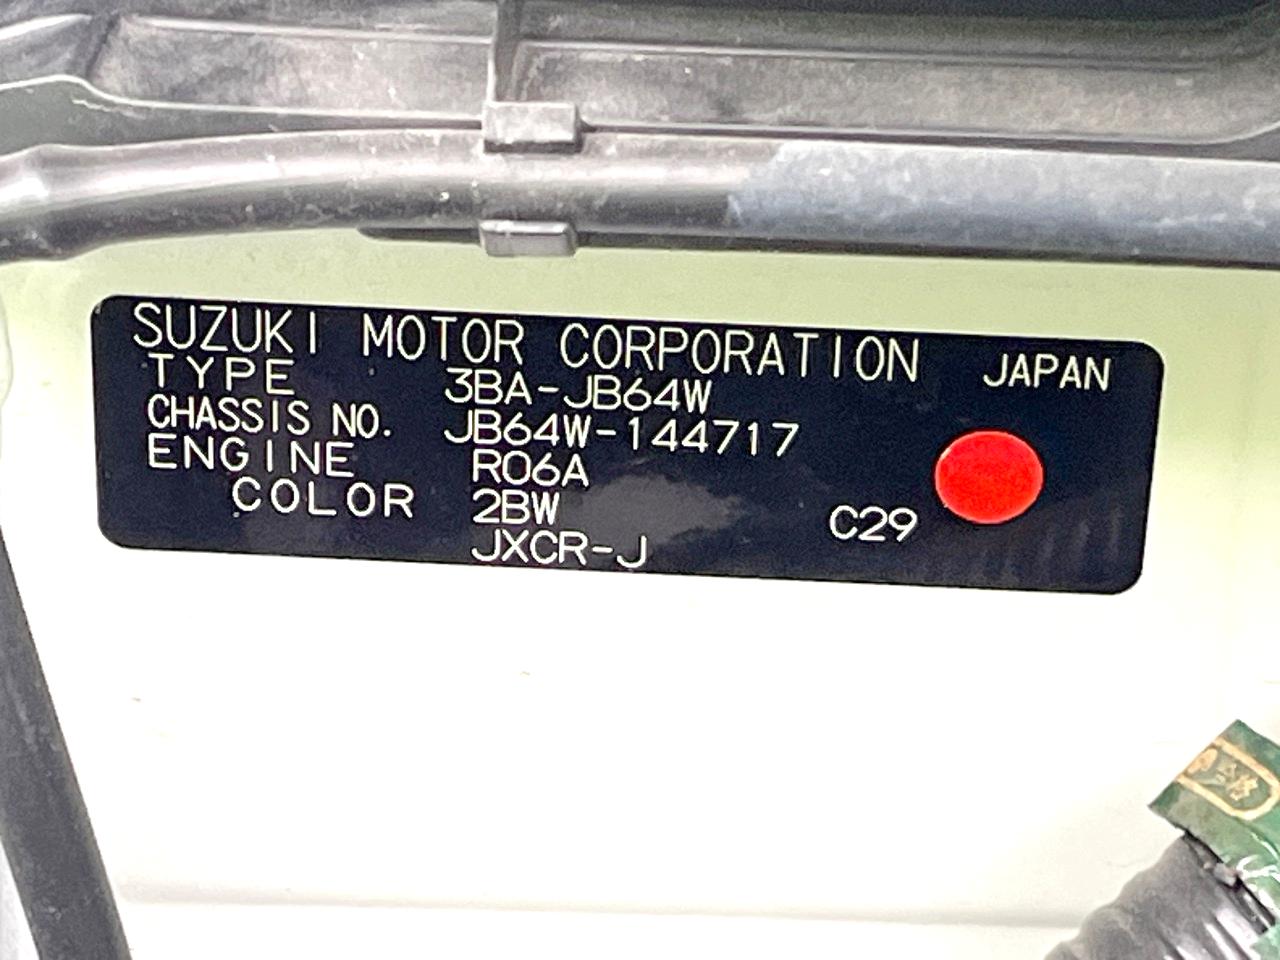 SUZUKI MOTOR CORPORATION JAPAN
TYPE 3BA-JB64W
CHASSIS NO. JB64W-144717
ENGINE R06A
COLOR 2BW C29
JXCR-J